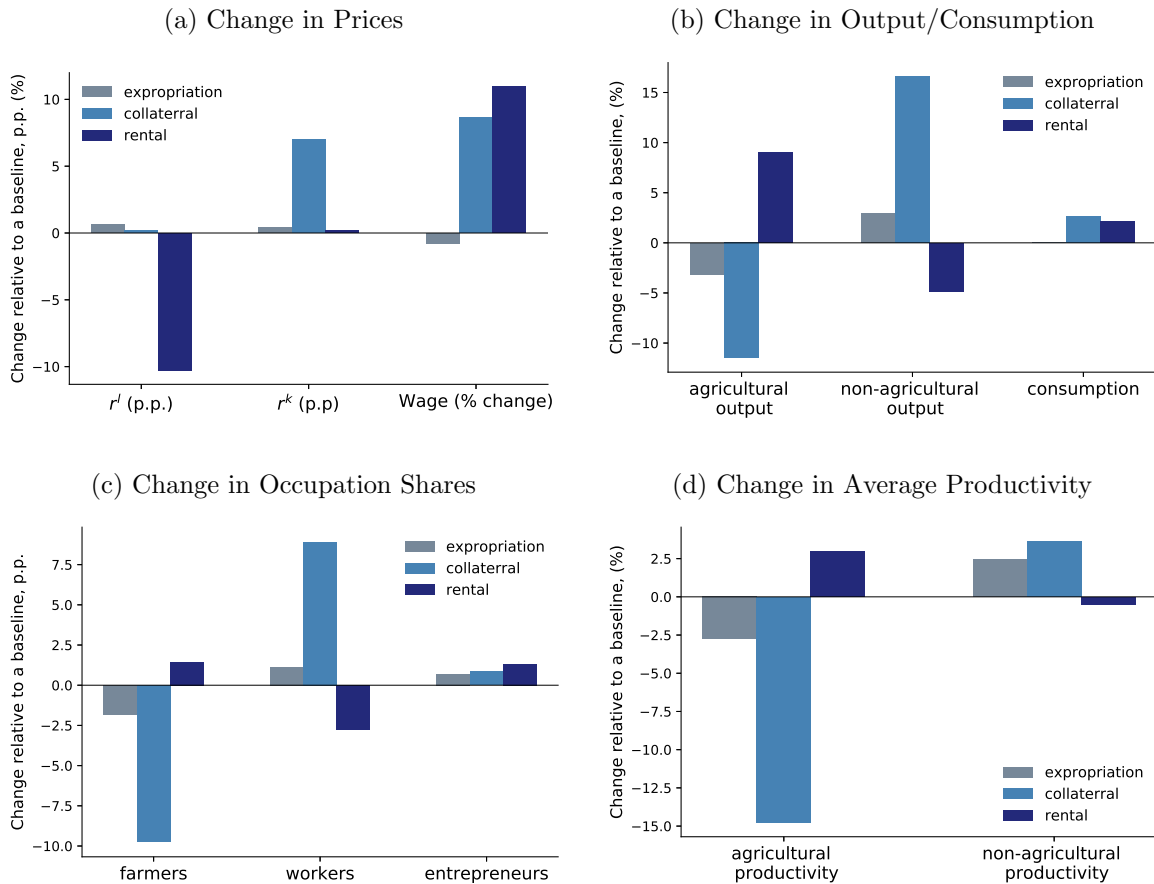 (a) Change in Prices
Change relative to a baseline, p.p. (%)
10
5
0
−5
−10
expropriation
collaterral
rental
r^l (p.p.)
r^k (p.p)
Wage (% change)
(b) Change in Output/Consumption
Change relative to a baseline, (%)
15
10
5
0
−5
−10
expropriation
collaterral
rental
agricultural
output
non-agricultural
output
consumption
(c) Change in Occupation Shares
Change relative to a baseline, p.p.
7.5
5.0
2.5
0.0
−2.5
−5.0
−7.5
−10.0
expropriation
collaterral
rental
farmers
workers
entrepreneurs
(d) Change in Average Productivity
Change relative to a baseline, (%)
2.5
0.0
−2.5
−5.0
−7.5
−10.0
−12.5
−15.0
expropriation
collaterral
rental
agricultural
productivity
non-agricultural
productivity